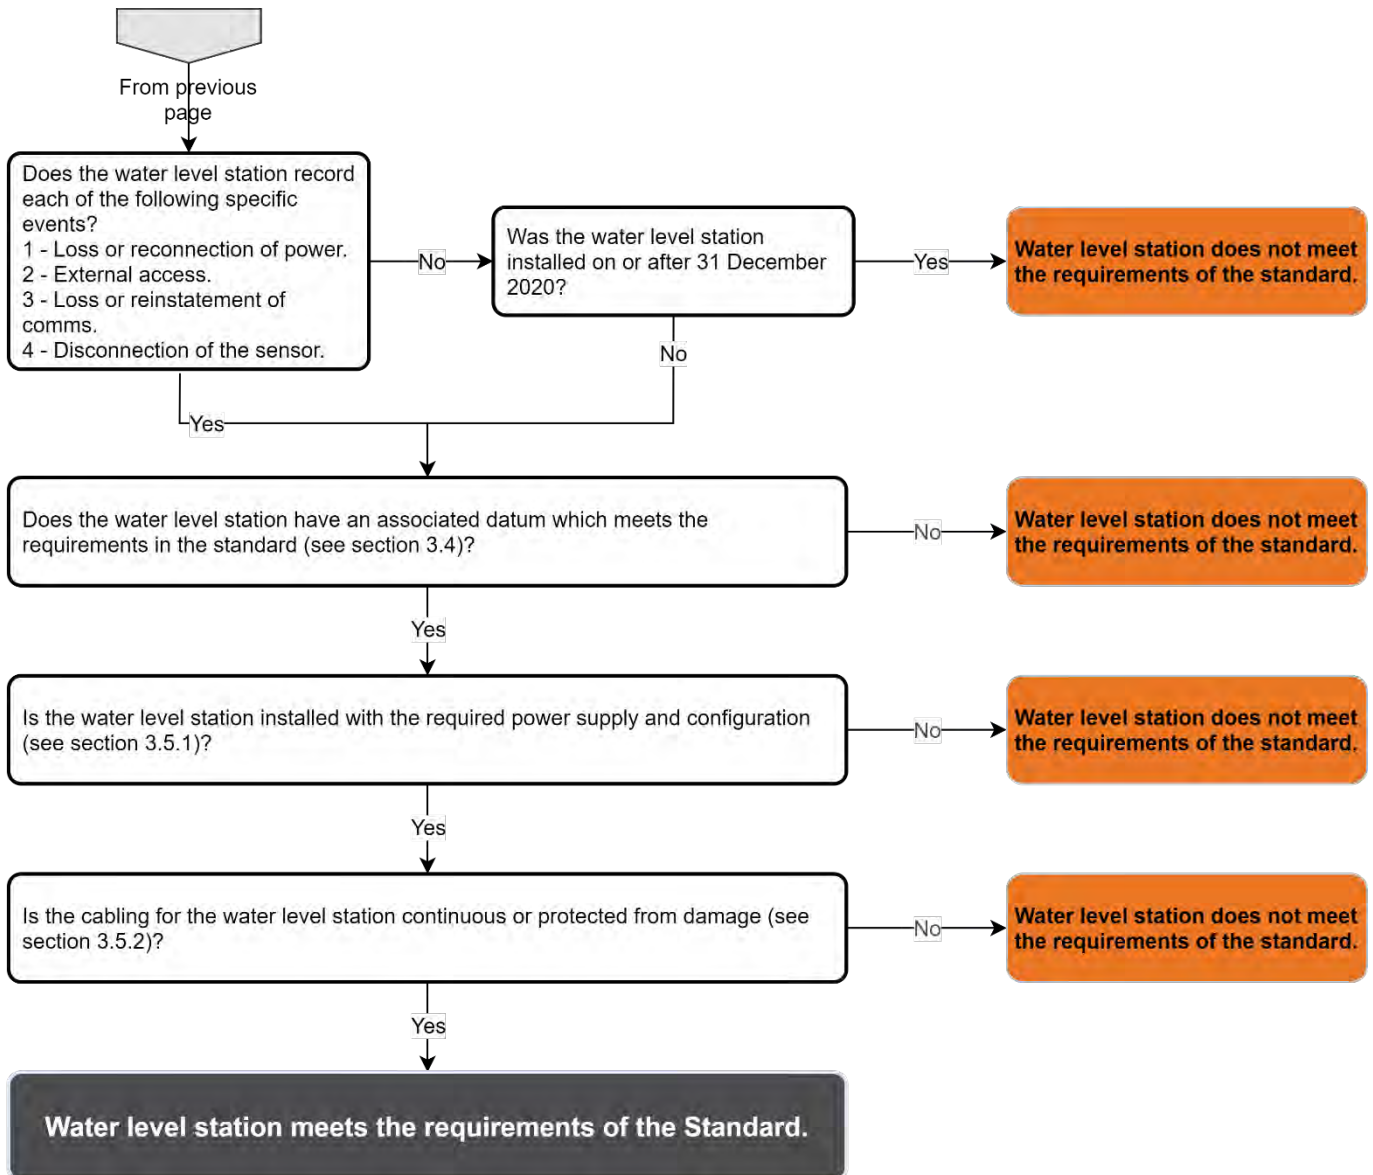 From previous
page
Does the water level station record
each of the following specific
events?
1 - Loss or reconnection of power.
2 - External access.
3 - Loss or reinstatement of
comms.
4 - Disconnection of the sensor.
No
Was the water level station
installed on or after 31 December
2020?
Yes
Water level station does not meet
the requirements of the standard.
No
Yes
Does the water level station have an associated datum which meets the
requirements in the standard (see section 3.4)?
No
Water level station does not meet
the requirements of the standard.
Yes
Is the water level station installed with the required power supply and configuration
(see section 3.5.1)?
No
Water level station does not meet
the requirements of the standard.
Yes
Is the cabling for the water level station continuous or protected from damage (see
section 3.5.2)?
No
Water level station does not meet
the requirements of the standard.
Yes
Water level station meets the requirements of the Standard.